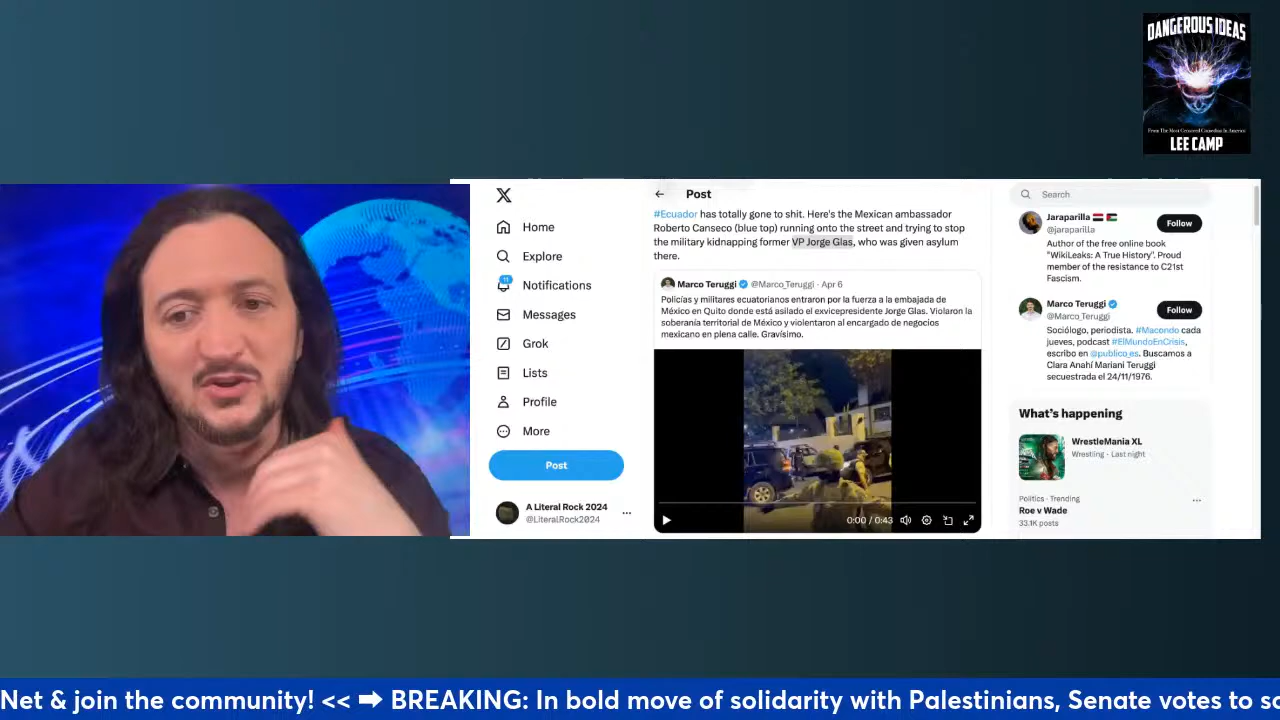 DANGEROUS IDEAS
From The Most Censored Comedian In America
LEE CAMP
Home
Explore
11
Notifications
Messages
Grok
Lists
Profile
More
Post
A Literal Rock 2024
@LiteralRock2024
Post
#Ecuador has totally gone to shit. Here's the Mexican ambassador
Roberto Canseco (blue top) running onto the street and trying to stop
the military kidnapping former VP Jorge Glas, who was given asylum
there.
Marco Teruggi @Marco_Teruggi · Apr 6
Policías y militares ecuatorianos entraron por la fuerza a la embajada de
México en Quito donde está asilado el exvicepresidente Jorge Glas. Violaron la
soberanía territorial de México y violentaron al encargado de negocios
mexicano en plena calle. Gravísimo.
0:00 / 0:43
Search
Jaraparilla
@jaraparilla
Follow
Author of the free online book
"WikiLeaks: A True History". Proud
member of the resistance to C21st
Fascism.
Marco Teruggi
@Marco_Teruggi
Follow
Sociólogo, periodista. #Macondo cada
jueves, podcast #ElMundoEnCrisis,
escribo en @publico_es. Buscamos a
Clara Anahí Mariani Teruggi
secuestrada el 24/11/1976.
What's happening
WrestleMania XL
Wrestling · Last night
Politics · Trending
Roe v Wade
33.1K posts
Net & join the community! << ➡ BREAKING: In bold move of solidarity with Palestinians, Senate votes to s